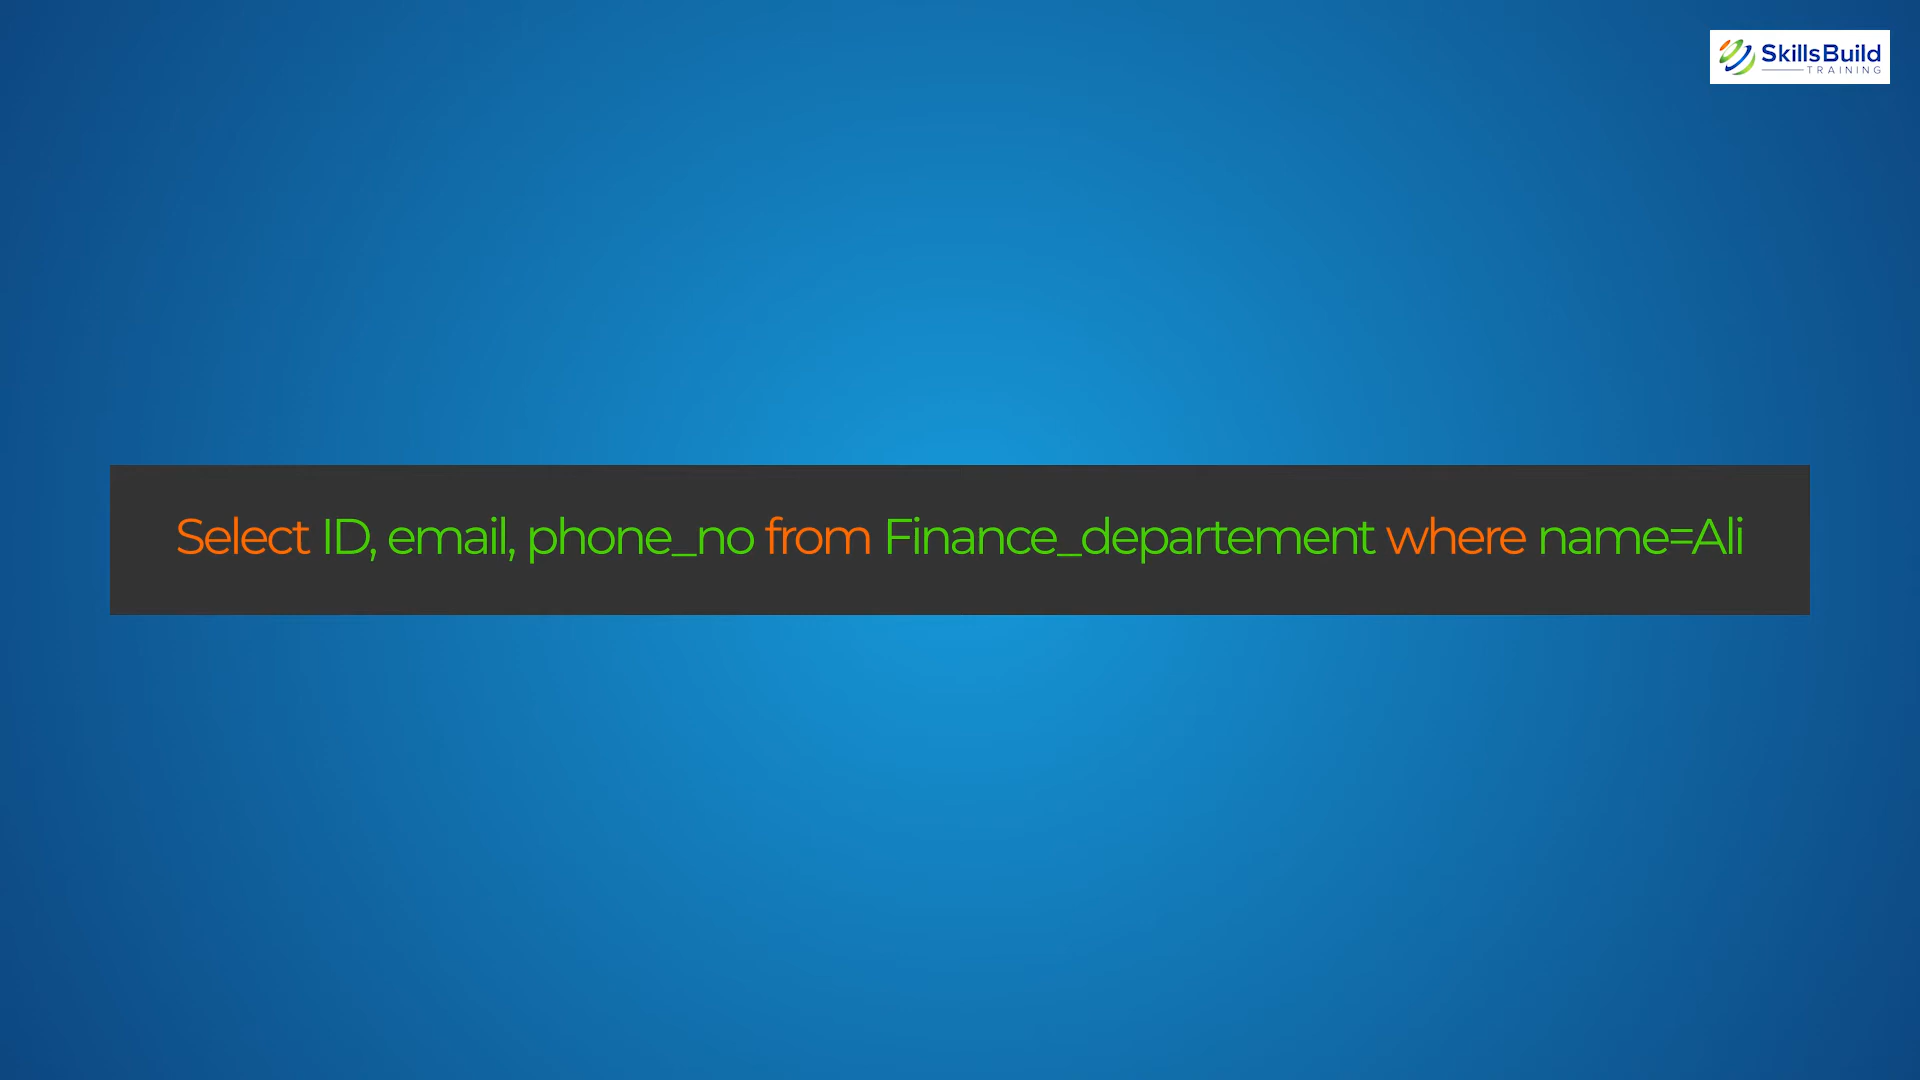 SkillsBuild
TRAINING
Select ID, email, phone_no from Finance_departement where name=Ali